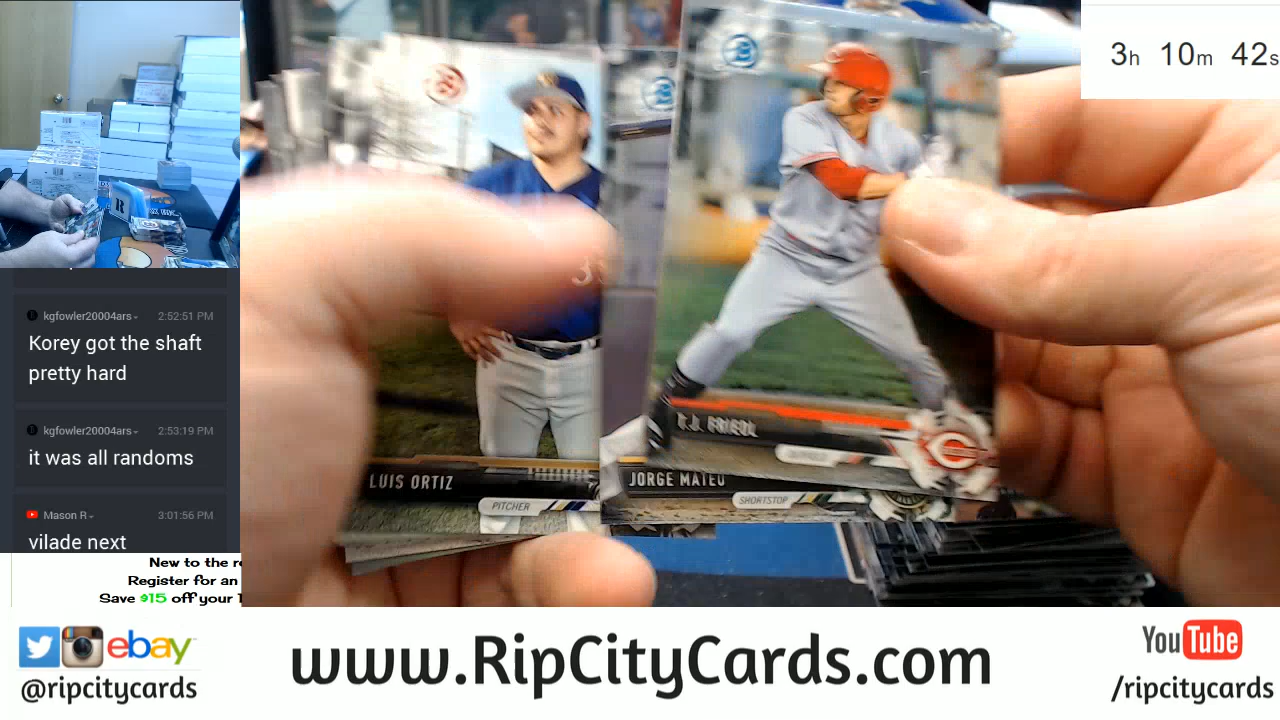 3h 10m 42s
kgfowler20004ars
2:52:51 PM
Korey got the shaft
pretty hard
kgfowler20004ars
2:53:19 PM
it was all randoms
Mason R
3:01:56 PM
vilade next
New to the
Register for an
Save $15 off your
LUIS ORTIZ
PITCHER
JORGE MATEO
SHORTSTOP
T.J. FRIEDL
OUTFIELD
ebay
@ripcitycards
www.RipCityCards.com
YouTube
/ripcitycards